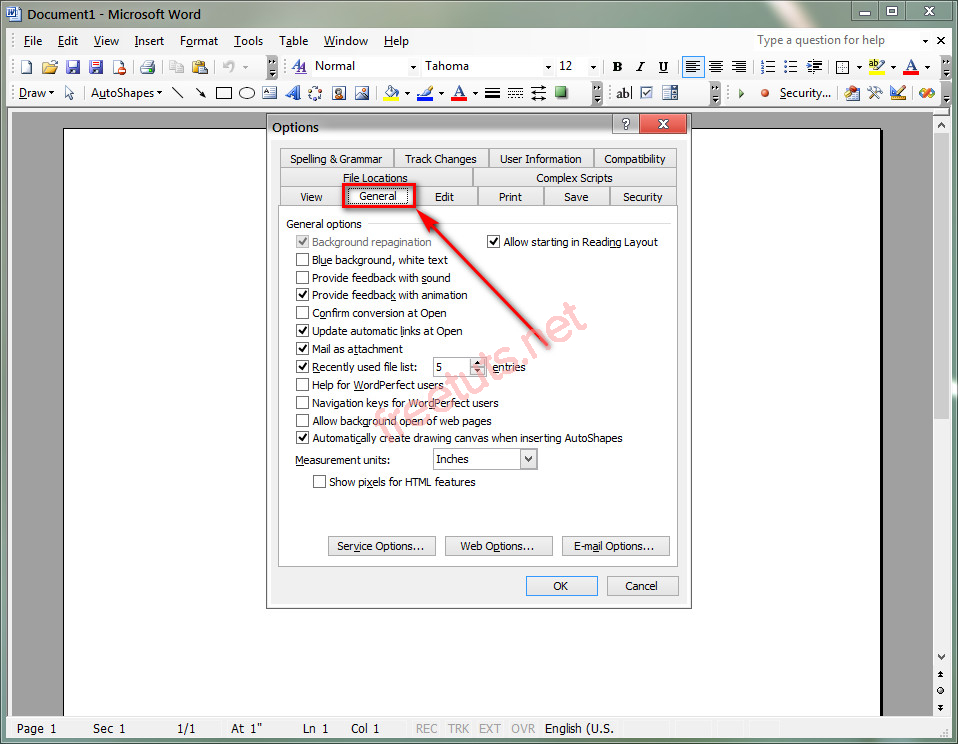 Document1 - Microsoft Word
File Edit View Insert Format Tools Table Window Help Type a question for help
Normal Tahoma 12 B I U
Draw AutoShapes ab Security...
Options
Spelling & Grammar Track Changes User Information Compatibility
File Locations Complex Scripts
View General Edit Print Save Security
General options
Background repagination Allow starting in Reading Layout
Blue background, white text
Provide feedback with sound
Provide feedback with animation
Confirm conversion at Open
Update automatic links at Open
Mail as attachment
Recently used file list: 5 entries
Help for WordPerfect users
Navigation keys for WordPerfect users
Allow background open of web pages
Automatically create drawing canvas when inserting AutoShapes
Measurement units: Inches
Show pixels for HTML features
Service Options... Web Options... E-mail Options...
OK Cancel
freetuts.net
Page 1 Sec 1 1/1 At 1" Ln 1 Col 1 REC TRK EXT OVR English (U.S.